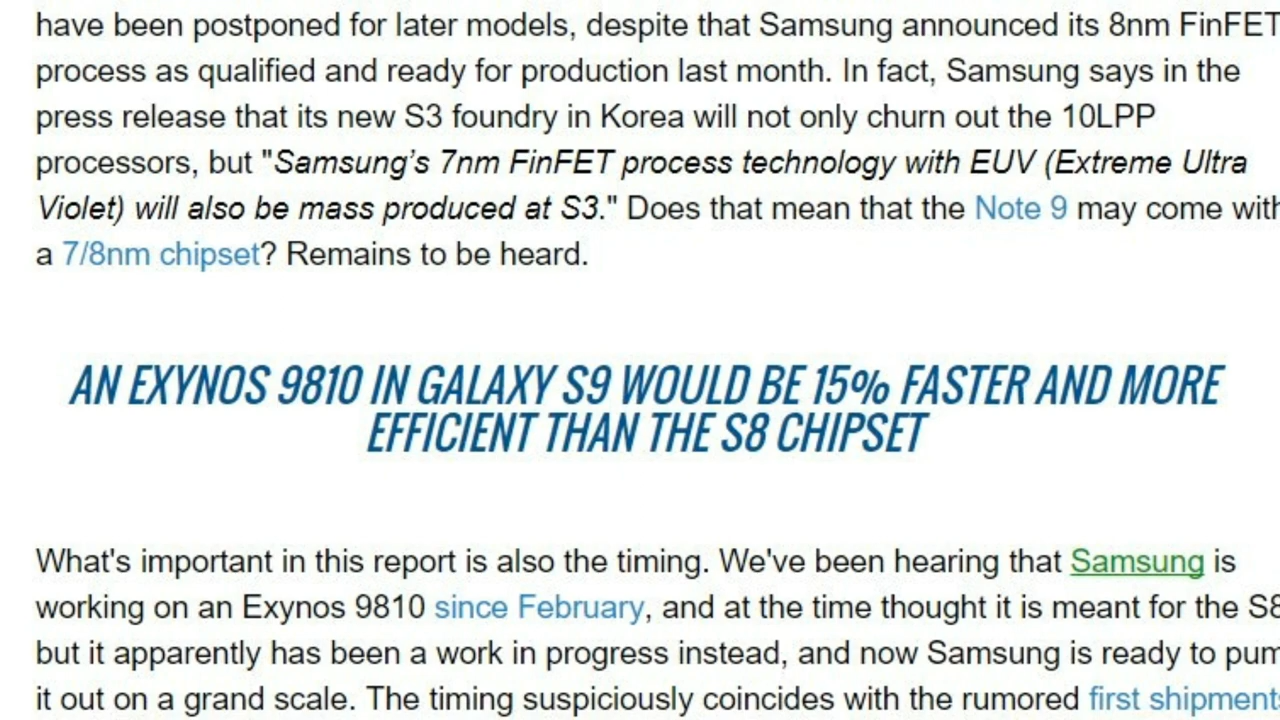 have been postponed for later models, despite that Samsung announced its 8nm FinFET
process as qualified and ready for production last month. In fact, Samsung says in the
press release that its new S3 foundry in Korea will not only churn out the 10LPP
processors, but "Samsung’s 7nm FinFET process technology with EUV (Extreme Ultra
Violet) will also be mass produced at S3." Does that mean that the Note 9 may come with
a 7/8nm chipset? Remains to be heard.
AN EXYNOS 9810 IN GALAXY S9 WOULD BE 15% FASTER AND MORE
EFFICIENT THAN THE S8 CHIPSET
What's important in this report is also the timing. We've been hearing that Samsung is
working on an Exynos 9810 since February, and at the time thought it is meant for the S8
but it apparently has been a work in progress instead, and now Samsung is ready to pum
it out on a grand scale. The timing suspiciously coincides with the rumored first shipments